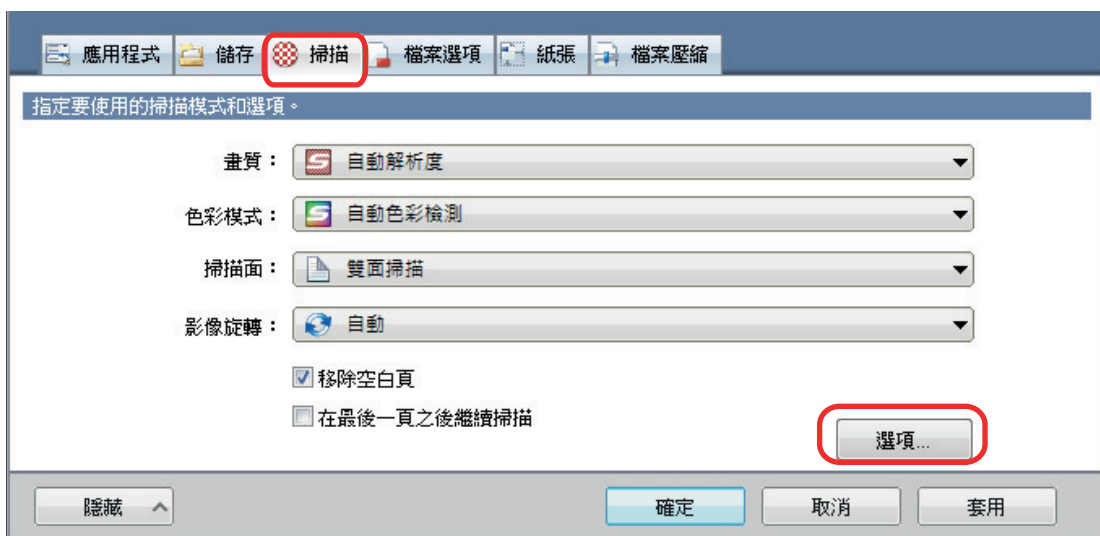 應用程式 儲存 掃描 檔案選項 紙張 檔案壓縮
指定要使用的掃描模式和選項。
畫質： 自動解析度
色彩模式： 自動色彩檢測
掃描面： 雙面掃描
影像旋轉： 自動
移除空白頁
在最後一頁之後繼續掃描
選項...
隱藏 確定 取消 套用